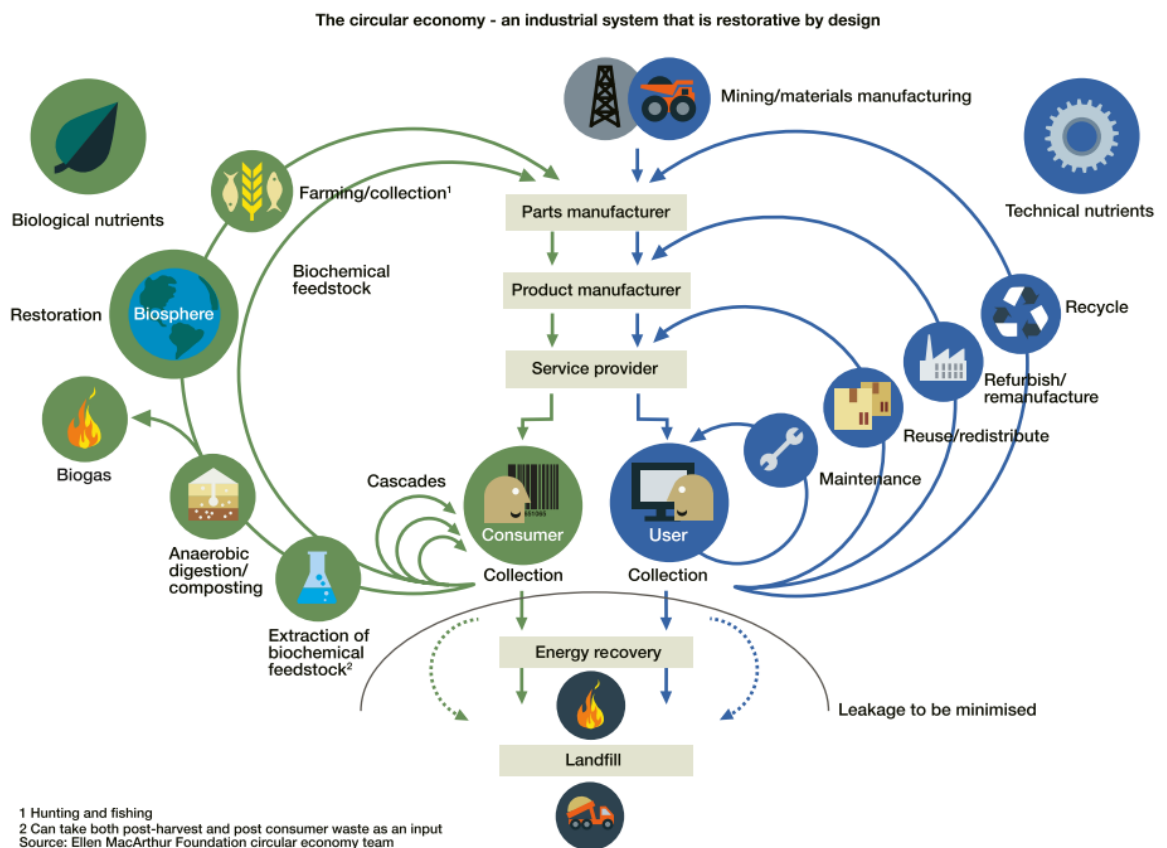 The circular economy - an industrial system that is restorative by design
Mining/materials manufacturing
Biological nutrients
Technical nutrients
Farming/collection¹
Parts manufacturer
Biochemical
feedstock
Product manufacturer
Restoration
Biosphere
Recycle
Service provider
Refurbish/
remanufacture
Reuse/redistribute
Biogas
Cascades
Maintenance
Consumer
User
Anaerobic
digestion/
composting
Collection
Collection
Extraction of
biochemical
feedstock²
Energy recovery
Leakage to be minimised
Landfill
1 Hunting and fishing
2 Can take both post-harvest and post consumer waste as an input
Source: Ellen MacArthur Foundation circular economy team